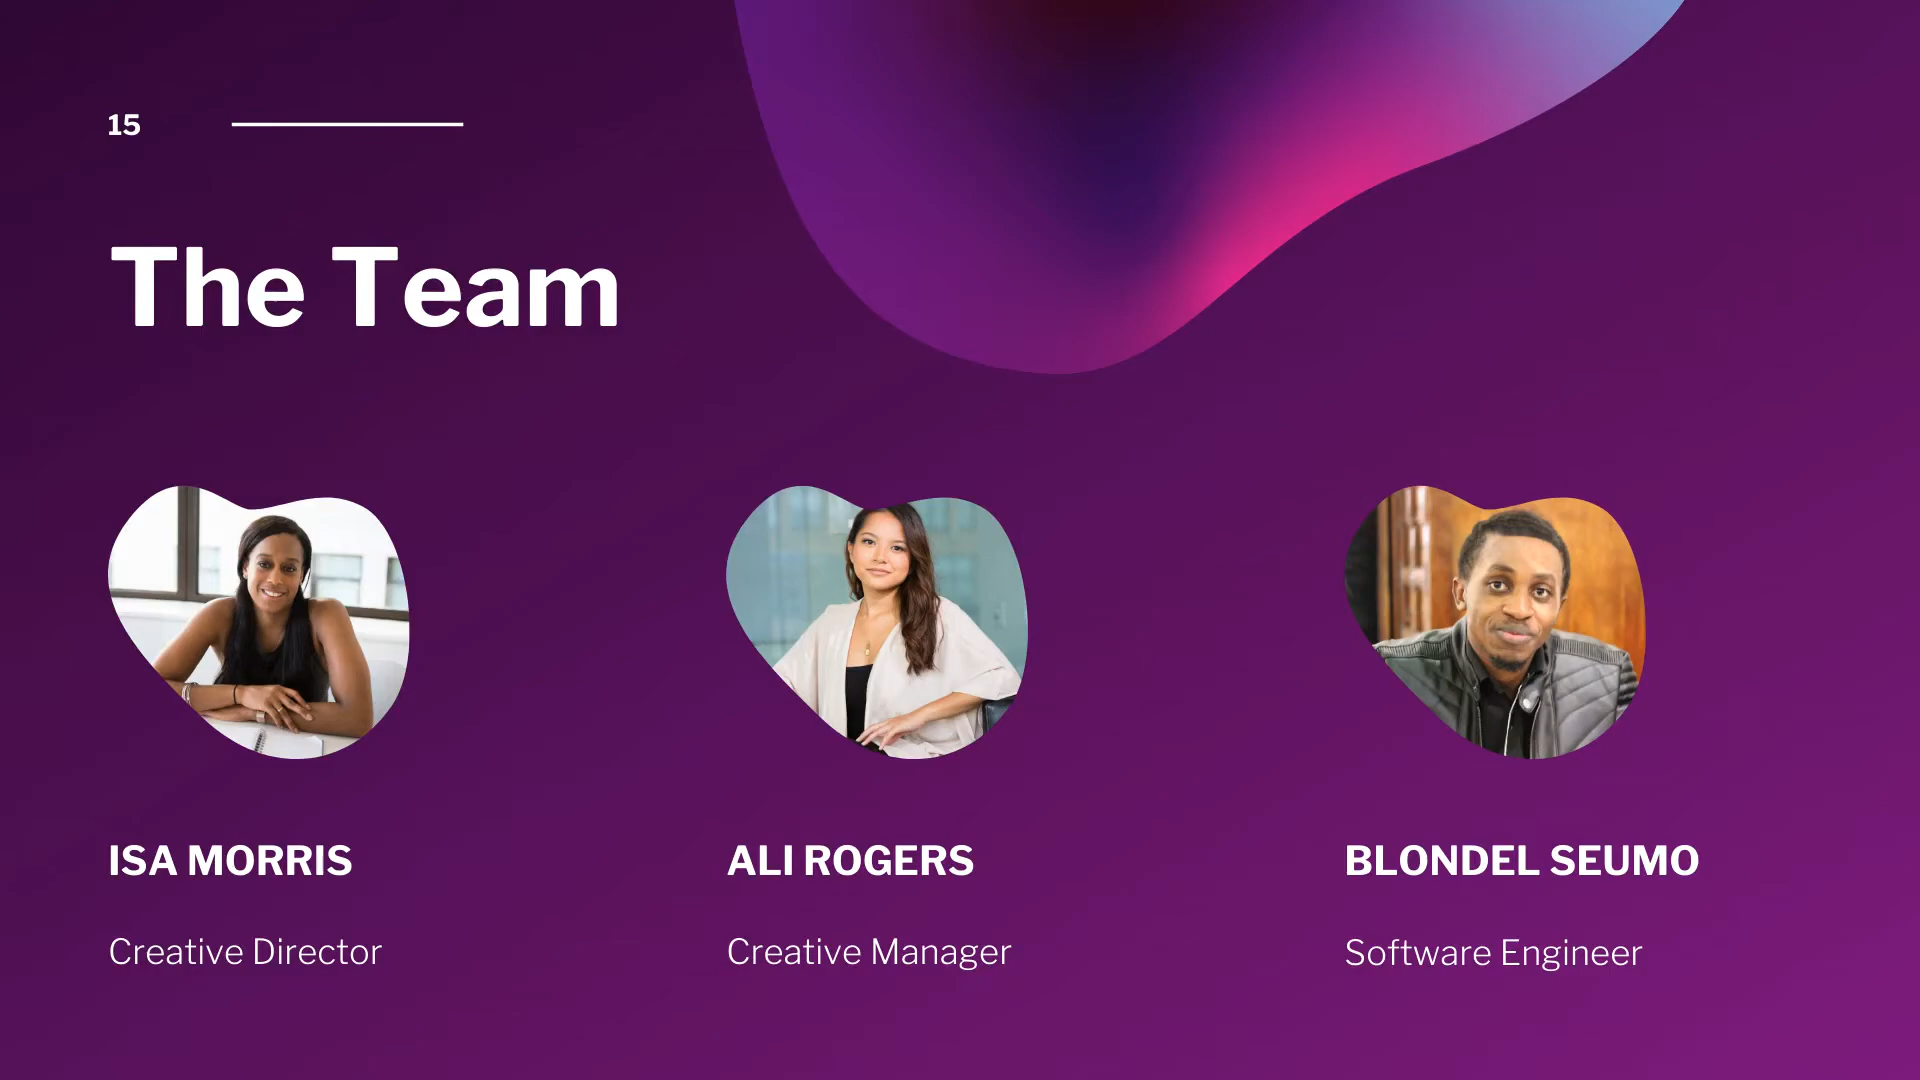 15
The Team
ISA MORRIS
Creative Director
ALI ROGERS
Creative Manager
BLONDEL SEUMO
Software Engineer